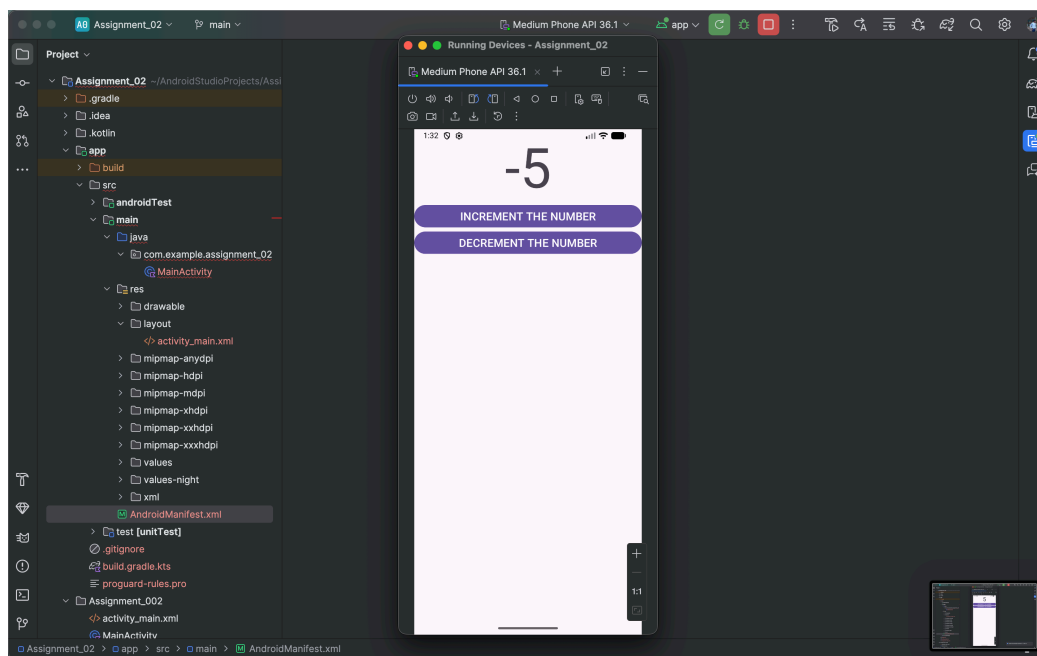 AB Assignment_02 main Medium Phone API 36.1 app
Project
Assignment_02 ~/AndroidStudioProjects/Assi
.gradle
.idea
.kotlin
app
build
src
androidTest
main
java
com.example.assignment_02
MainActivity
res
drawable
layout
activity_main.xml
mipmap-anydpi
mipmap-hdpi
mipmap-mdpi
mipmap-xhdpi
mipmap-xxhdpi
mipmap-xxxhdpi
values
values-night
xml
AndroidManifest.xml
test [unitTest]
.gitignore
build.gradle.kts
proguard-rules.pro
Assignment_002
activity_main.xml
MainActivity
Assignment_02 > app > src > main > AndroidManifest.xml
Running Devices - Assignment_02
Medium Phone API 36.1
1:32
-5
INCREMENT THE NUMBER
DECREMENT THE NUMBER
1:1